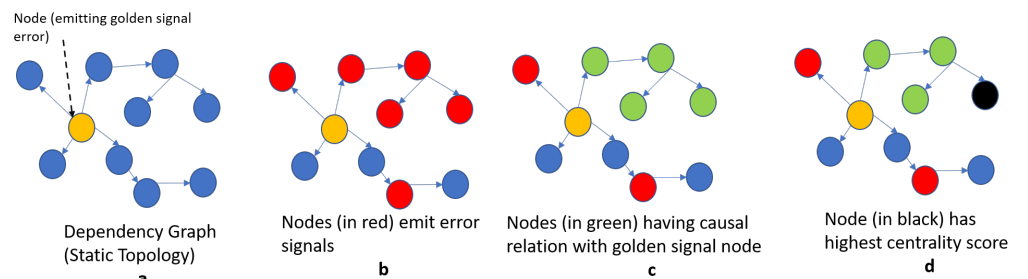 Node (emitting golden signal
error)
Dependency Graph
(Static Topology)
a
Nodes (in red) emit error
signals
b
Nodes (in green) having causal
relation with golden signal node
c
Node (in black) has
highest centrality score
d